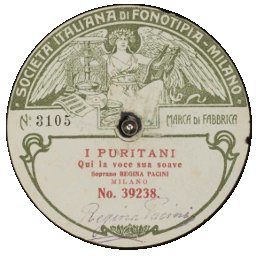 SOCIETÀ ITALIANA DI FONOTIPIA - MILANO
No 3105
MARCA DI FABBRICA
I PURITANI
Qui la voce sua soave
Soprano REGINA PACINI
MILANO
No. 39238.
Regina Pacini